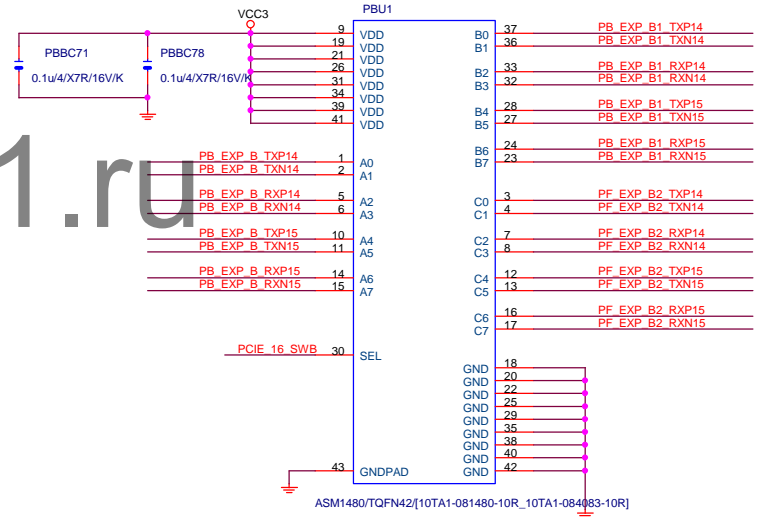 VCC3
PBU1
PBBC71
PBBC78
0.1u/4/X7R/16V/K
0.1u/4/X7R/16V/K
9 VDD
19 VDD
21 VDD
26 VDD
31 VDD
34 VDD
39 VDD
41 VDD
B0 37 PB_EXP_B1_TXP14
B1 36 PB_EXP_B1_TXN14
B2 33 PB_EXP_B1_RXP14
B3 32 PB_EXP_B1_RXN14
B4 28 PB_EXP_B1_TXP15
B5 27 PB_EXP_B1_TXN15
B6 24 PB_EXP_B1_RXP15
B7 23 PB_EXP_B1_RXN15
1.ru
PB_EXP_B_TXP14 1 A0
PB_EXP_B_TXN14 2 A1
PB_EXP_B_RXP14 5 A2
PB_EXP_B_RXN14 6 A3
PB_EXP_B_TXP15 10 A4
PB_EXP_B_TXN15 11 A5
PB_EXP_B_RXP15 14 A6
PB_EXP_B_RXN15 15 A7
C0 3 PF_EXP_B2_TXP14
C1 4 PF_EXP_B2_TXN14
C2 7 PF_EXP_B2_RXP14
C3 8 PF_EXP_B2_RXN14
C4 12 PF_EXP_B2_TXP15
C5 13 PF_EXP_B2_TXN15
C6 16 PF_EXP_B2_RXP15
C7 17 PF_EXP_B2_RXN15
PCIE_16_SWB 30 SEL
GND 18
GND 20
GND 22
GND 25
GND 29
GND 35
GND 38
GND 40
GND 42
43 GNDPAD
ASM1480/TQFN42/[10TA1-081480-10R_10TA1-084083-10R]